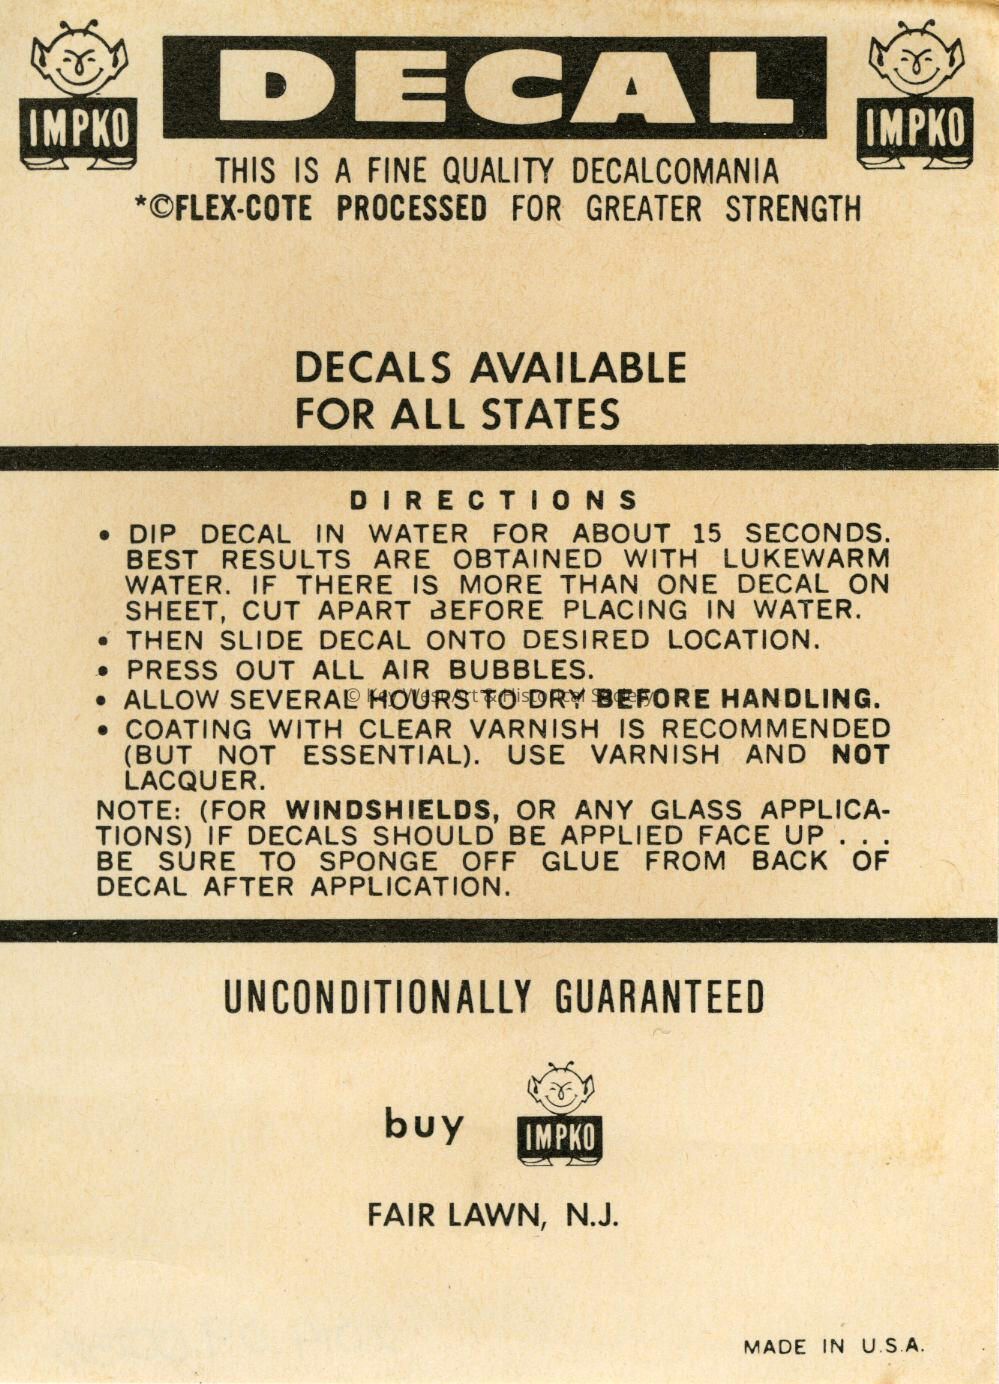 IMPKO
DECAL
IMPKO
THIS IS A FINE QUALITY DECALCOMANIA
*©FLEX-COTE PROCESSED FOR GREATER STRENGTH
DECALS AVAILABLE
FOR ALL STATES
DIRECTIONS
• DIP DECAL IN WATER FOR ABOUT 15 SECONDS.
BEST RESULTS ARE OBTAINED WITH LUKEWARM
WATER. IF THERE IS MORE THAN ONE DECAL ON
SHEET, CUT APART BEFORE PLACING IN WATER.
• THEN SLIDE DECAL ONTO DESIRED LOCATION.
• PRESS OUT ALL AIR BUBBLES.
• ALLOW SEVERAL HOURS TO DRY BEFORE HANDLING.
© Key West Art & Historical Society
• COATING WITH CLEAR VARNISH IS RECOMMENDED
(BUT NOT ESSENTIAL). USE VARNISH AND NOT
LACQUER.
NOTE: (FOR WINDSHIELDS, OR ANY GLASS APPLICA-
TIONS) IF DECALS SHOULD BE APPLIED FACE UP . . .
BE SURE TO SPONGE OFF GLUE FROM BACK OF
DECAL AFTER APPLICATION.
UNCONDITIONALLY GUARANTEED
buy IMPKO
FAIR LAWN, N.J.
MADE IN U.S.A.